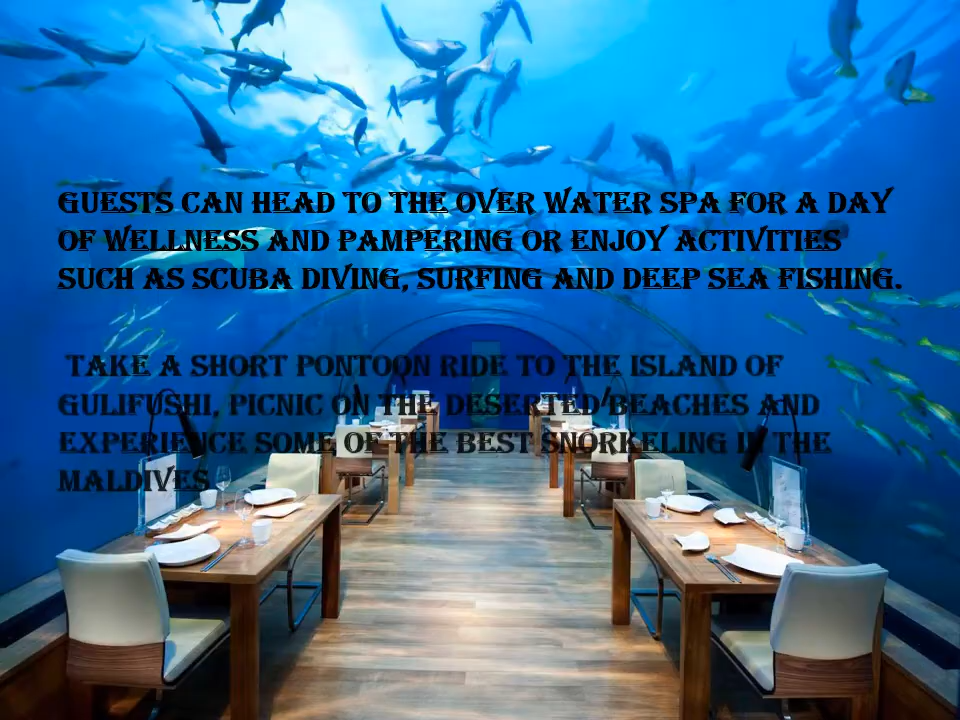 GUESTS CAN HEAD TO THE OVER WATER SPA FOR A DAY
OF WELLNESS AND PAMPERING OR ENJOY ACTIVITIES
SUCH AS SCUBA DIVING, SURFING AND DEEP SEA FISHING.
TAKE A SHORT PONTOON RIDE TO THE ISLAND OF
GULIFUSHI, PICNIC ON THE DESERTED BEACHES AND
EXPERIENCE SOME OF THE BEST SNORKELING IN THE
MALDIVES